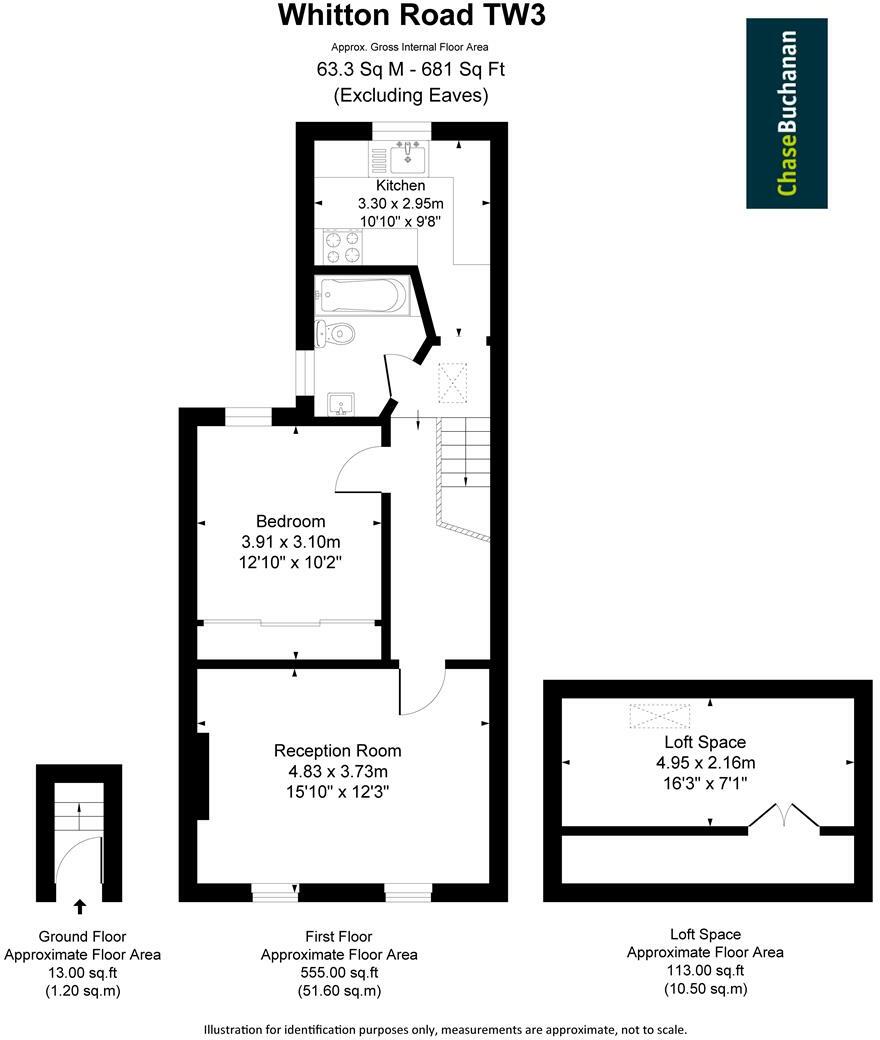 Whitton Road TW3
Approx. Gross Internal Floor Area
63.3 Sq M - 681 Sq Ft
(Excluding Eaves)
ChaseBuchanan
Kitchen
3.30 x 2.95m
10'10" x 9'8"
Bedroom
3.91 x 3.10m
12'10" x 10'2"
Reception Room
4.83 x 3.73m
15'10" x 12'3"
Loft Space
4.95 x 2.16m
16'3" x 7'1"
Ground Floor
Approximate Floor Area
13.00 sq.ft
(1.20 sq.m)
First Floor
Approximate Floor Area
555.00 sq.ft
(51.60 sq.m)
Loft Space
Approximate Floor Area
113.00 sq.ft
(10.50 sq.m)
Illustration for identification purposes only, measurements are approximate, not to scale.